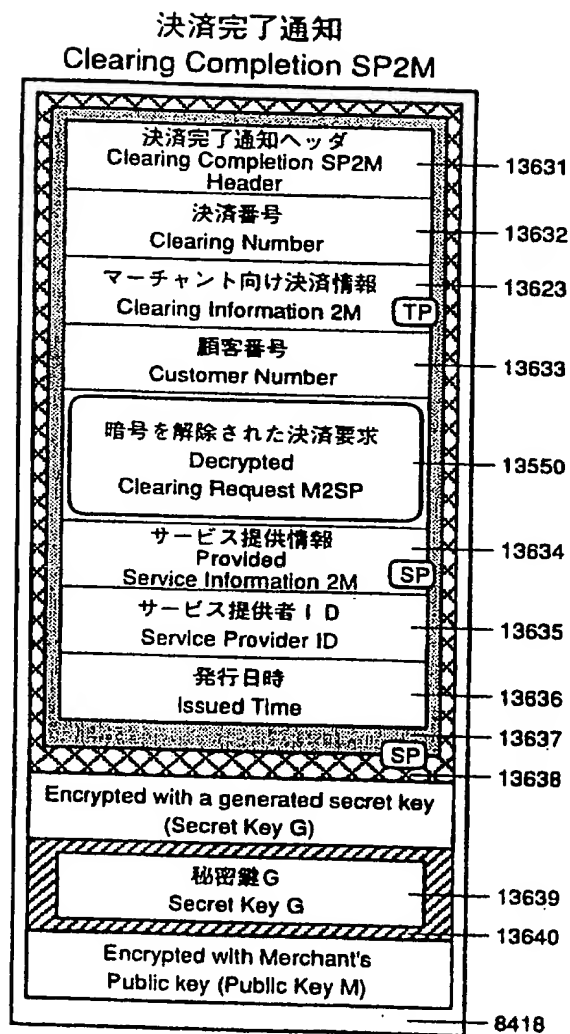 決済完了通知
Clearing Completion SP2M
決済完了通知ヘッダ
Clearing Completion SP2M
Header
13631
決済番号
Clearing Number
13632
マーチャント向け決済情報
Clearing Information 2M
TP
13623
顧客番号
Customer Number
13633
暗号を解除された決済要求
Decrypted
Clearing Request M2SP
13550
サービス提供情報
Provided
Service Information 2M
SP
13634
サービス提供者ID
Service Provider ID
13635
発行日時
Issued Time
13636
13637
SP
13638
Encrypted with a generated secret key
(Secret Key G)
秘密鍵G
Secret Key G
13639
13640
Encrypted with Merchant's
Public key (Public Key M)
8418